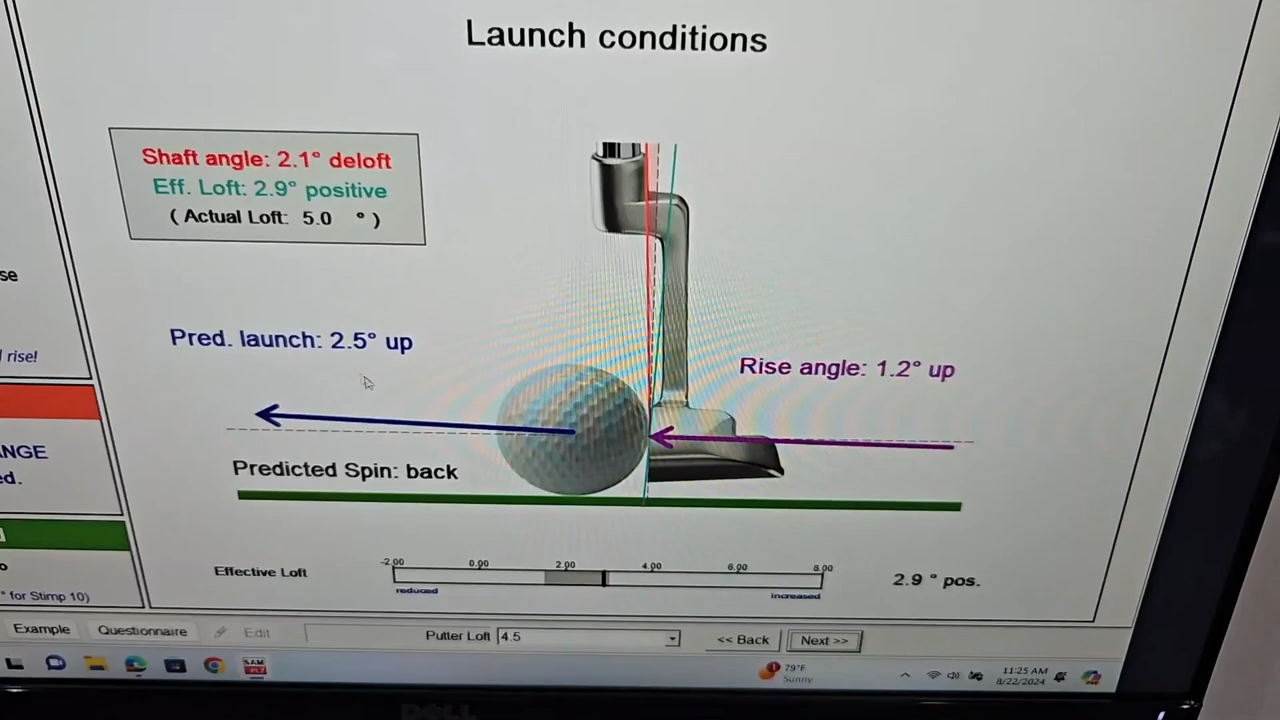 Launch conditions
Shaft angle: 2.1° deloft
Eff. Loft: 2.9° positive
( Actual Loft: 5.0 ° )
se
Pred. launch: 2.5° up
rise!
Rise angle: 1.2° up
ANGE
ed.
Predicted Spin: back
-2.00 0.00 2.00 4.00 6.00 8.00
Effective Loft
2.9 ° pos.
reduced increased
° for Stimp 10)
Example Questionnaire Edit Putter Loft 4.5 << Back Next >>
SAM
79°F
Sunny
11:25 AM
8/22/2024
DELL